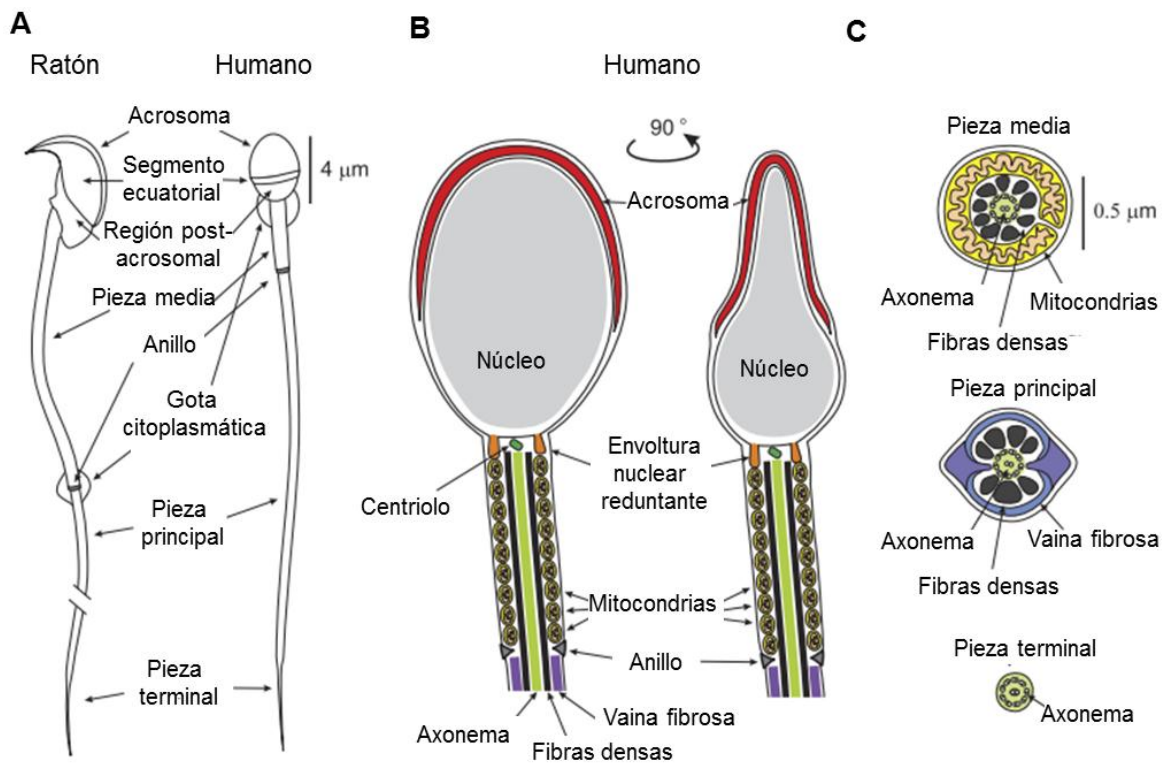 A
Ratón
Humano
Acrosoma
Segmento
ecuatorial
4 μm
Región post-
acrosomal
Pieza media
Anillo
Gota
citoplasmática
Pieza
principal
Pieza
terminal
B
Humano
90 °
Acrosoma
Núcleo
Núcleo
Envoltura
nuclear
reduntante
Centriolo
Mitocondrias
Anillo
Vaina fibrosa
Axonema
Fibras densas
C
Pieza media
0.5 μm
Axonema
Mitocondrias
Fibras densas
Pieza principal
Axonema
Vaina fibrosa
Fibras densas
Pieza terminal
Axonema